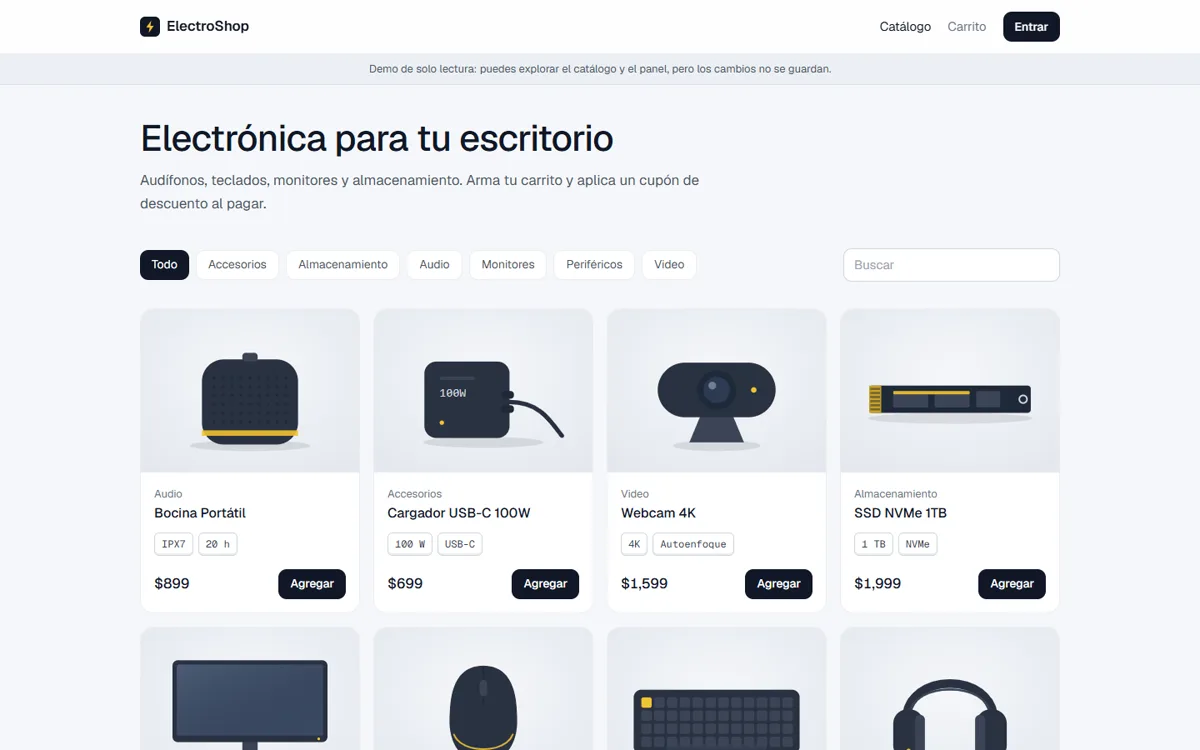 ElectroShop
Catálogo
Carrito
Entrar
Demo de solo lectura: puedes explorar el catálogo y el panel, pero los cambios no se guardan.
Electrónica para tu escritorio
Audífonos, teclados, monitores y almacenamiento. Arma tu carrito y aplica un cupón de
descuento al pagar.
Todo
Accesorios
Almacenamiento
Audio
Monitores
Periféricos
Video
Buscar
100W
Audio
Bocina Portátil
IPX7
20 h
$899
Agregar
Accesorios
Cargador USB-C 100W
100 W
USB-C
$699
Agregar
Video
Webcam 4K
4K
Autoenfoque
$1,599
Agregar
Almacenamiento
SSD NVMe 1TB
1 TB
NVMe
$1,999
Agregar